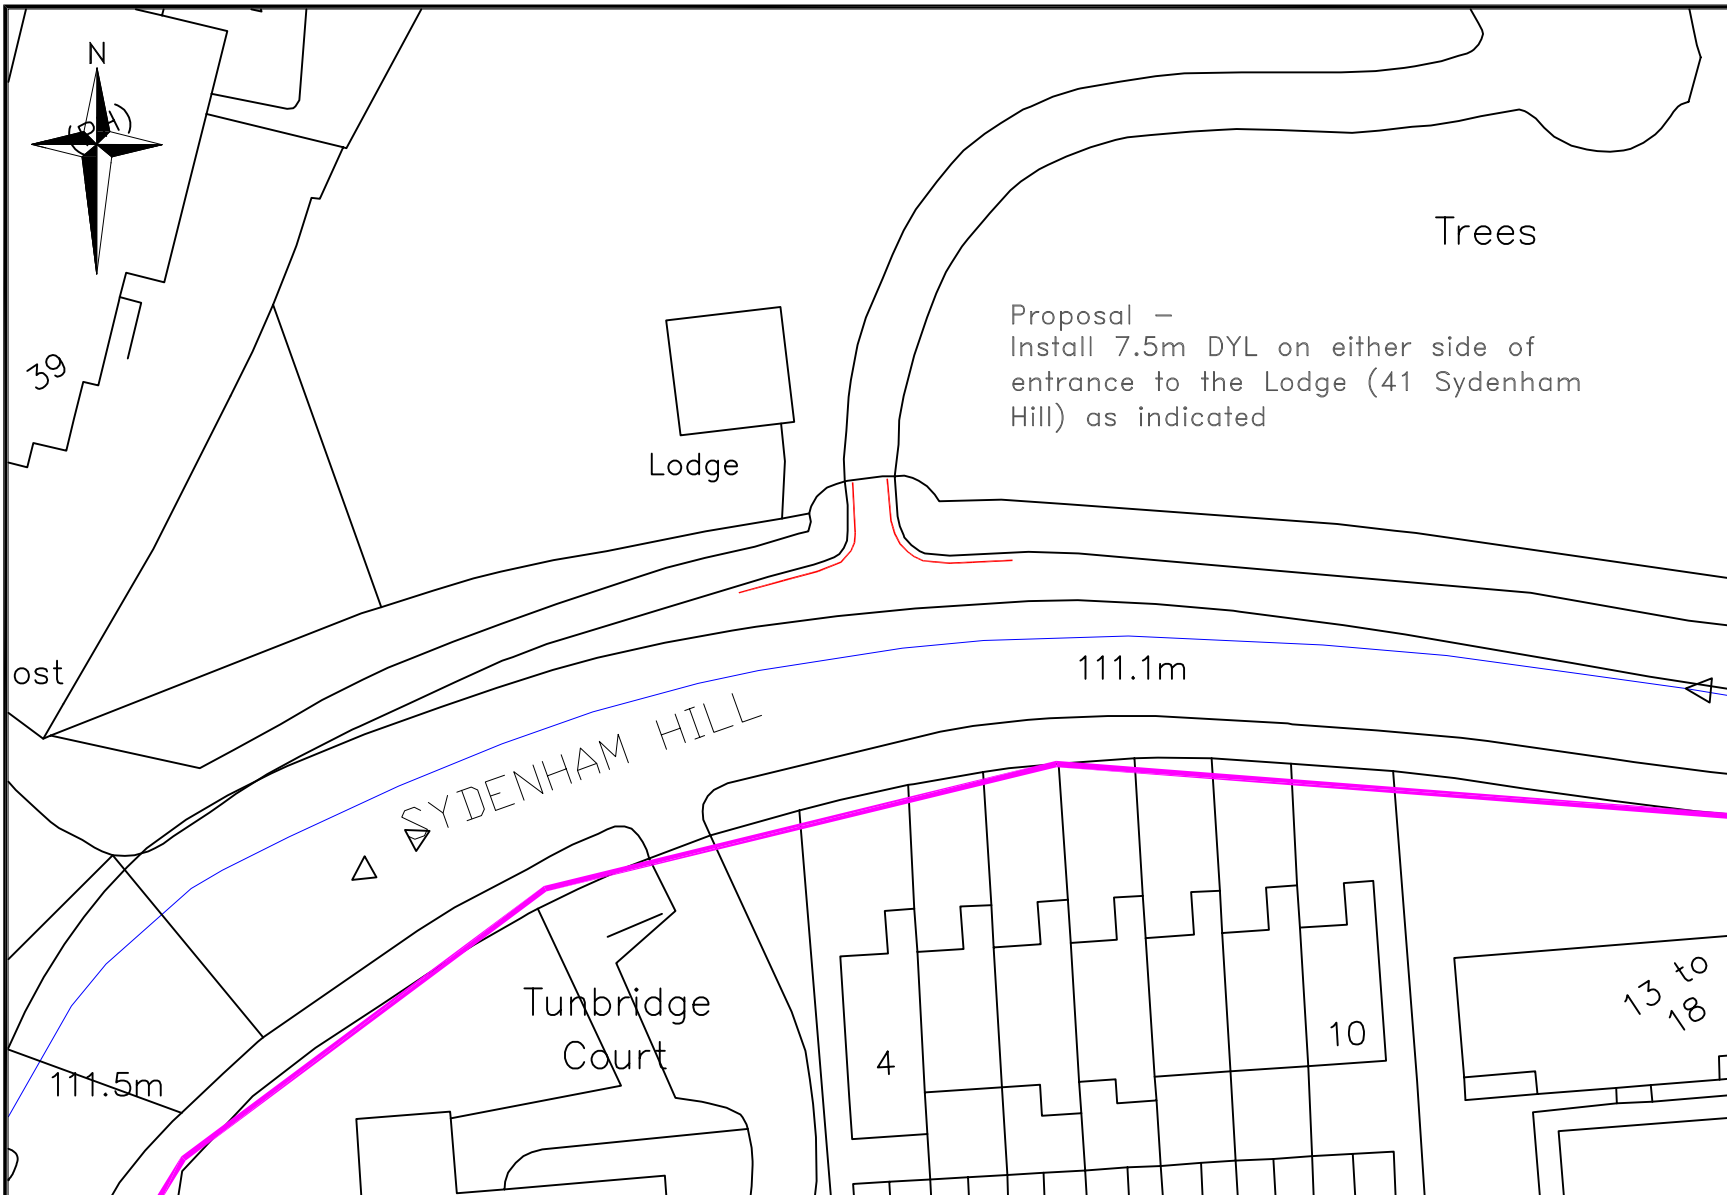 N
(PH)
Trees
Proposal –
Install 7.5m DYL on either side of
entrance to the Lodge (41 Sydenham
Hill) as indicated
39
Lodge
ost
111.1m
SYDENHAM HILL
Tunbridge
Court
13 to
18
10
4
111.5m